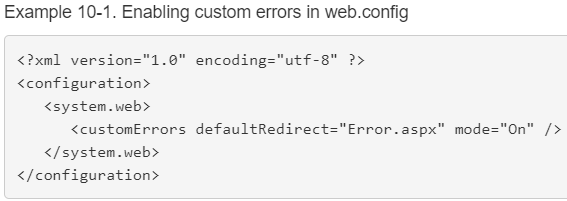 Example 10-1. Enabling custom errors in web.config
<?xml version="1.0" encoding="utf-8" ?>
<configuration>
   <system.web>
      <customErrors defaultRedirect="Error.aspx" mode="On" />
   </system.web>
</configuration>